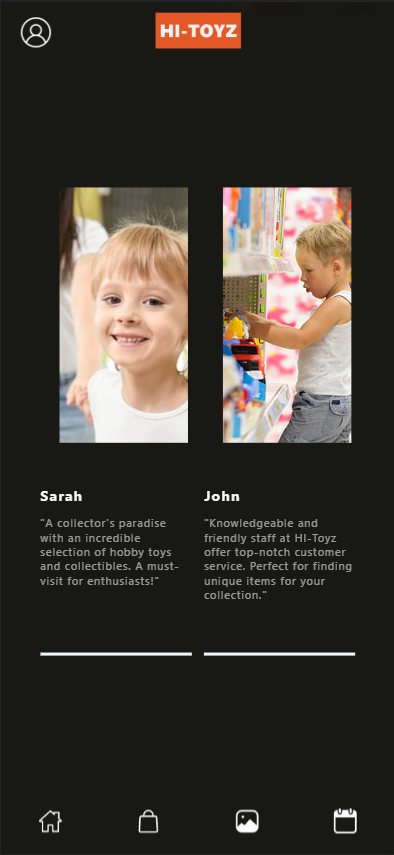 HI-TOYZ
Sarah
"A collector's paradise
with an incredible
selection of hobby toys
and collectibles. A must-
visit for enthusiasts!"
John
"Knowledgeable and
friendly staff at HI-Toyz
offer top-notch customer
service. Perfect for finding
unique items for your
collection."